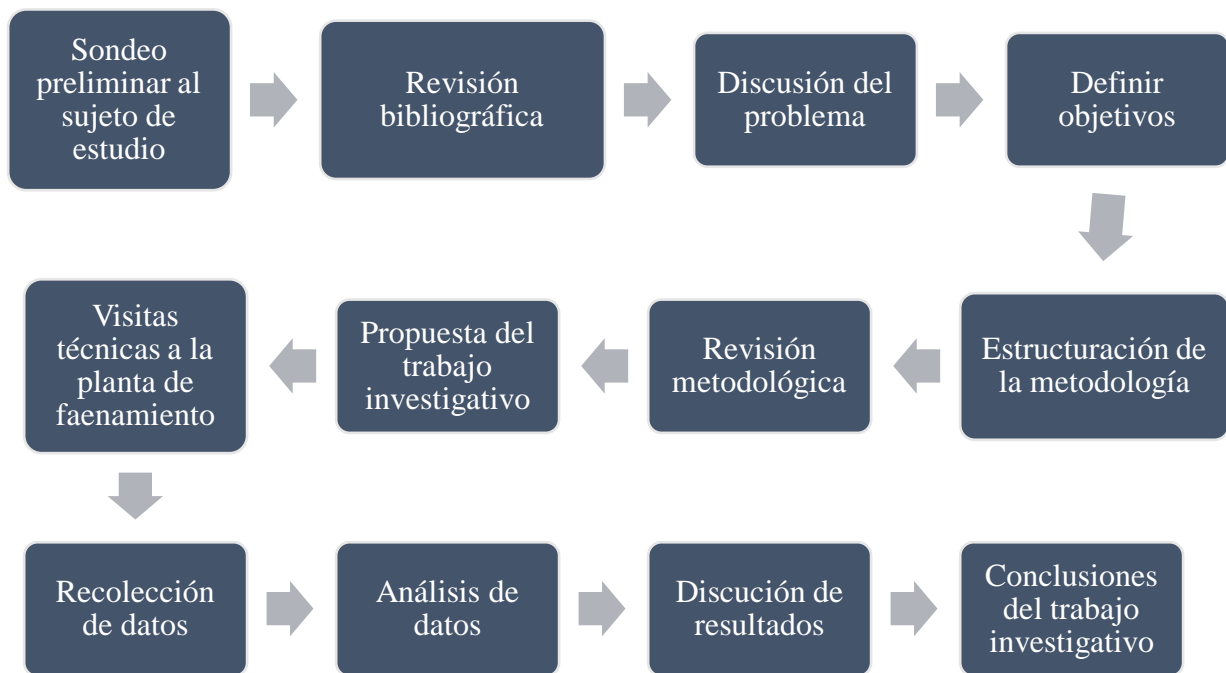 Sondeo
preliminar al
sujeto de
estudio
Revisión
bibliográfica
Discusión del
problema
Definir
objetivos
Estructuración de
la metodología
Revisión
metodológica
Propuesta del
trabajo
investigativo
Visitas
técnicas a la
planta de
faenamiento
Recolección
de datos
Análisis de
datos
Discución de
resultados
Conclusiones
del trabajo
investigativo